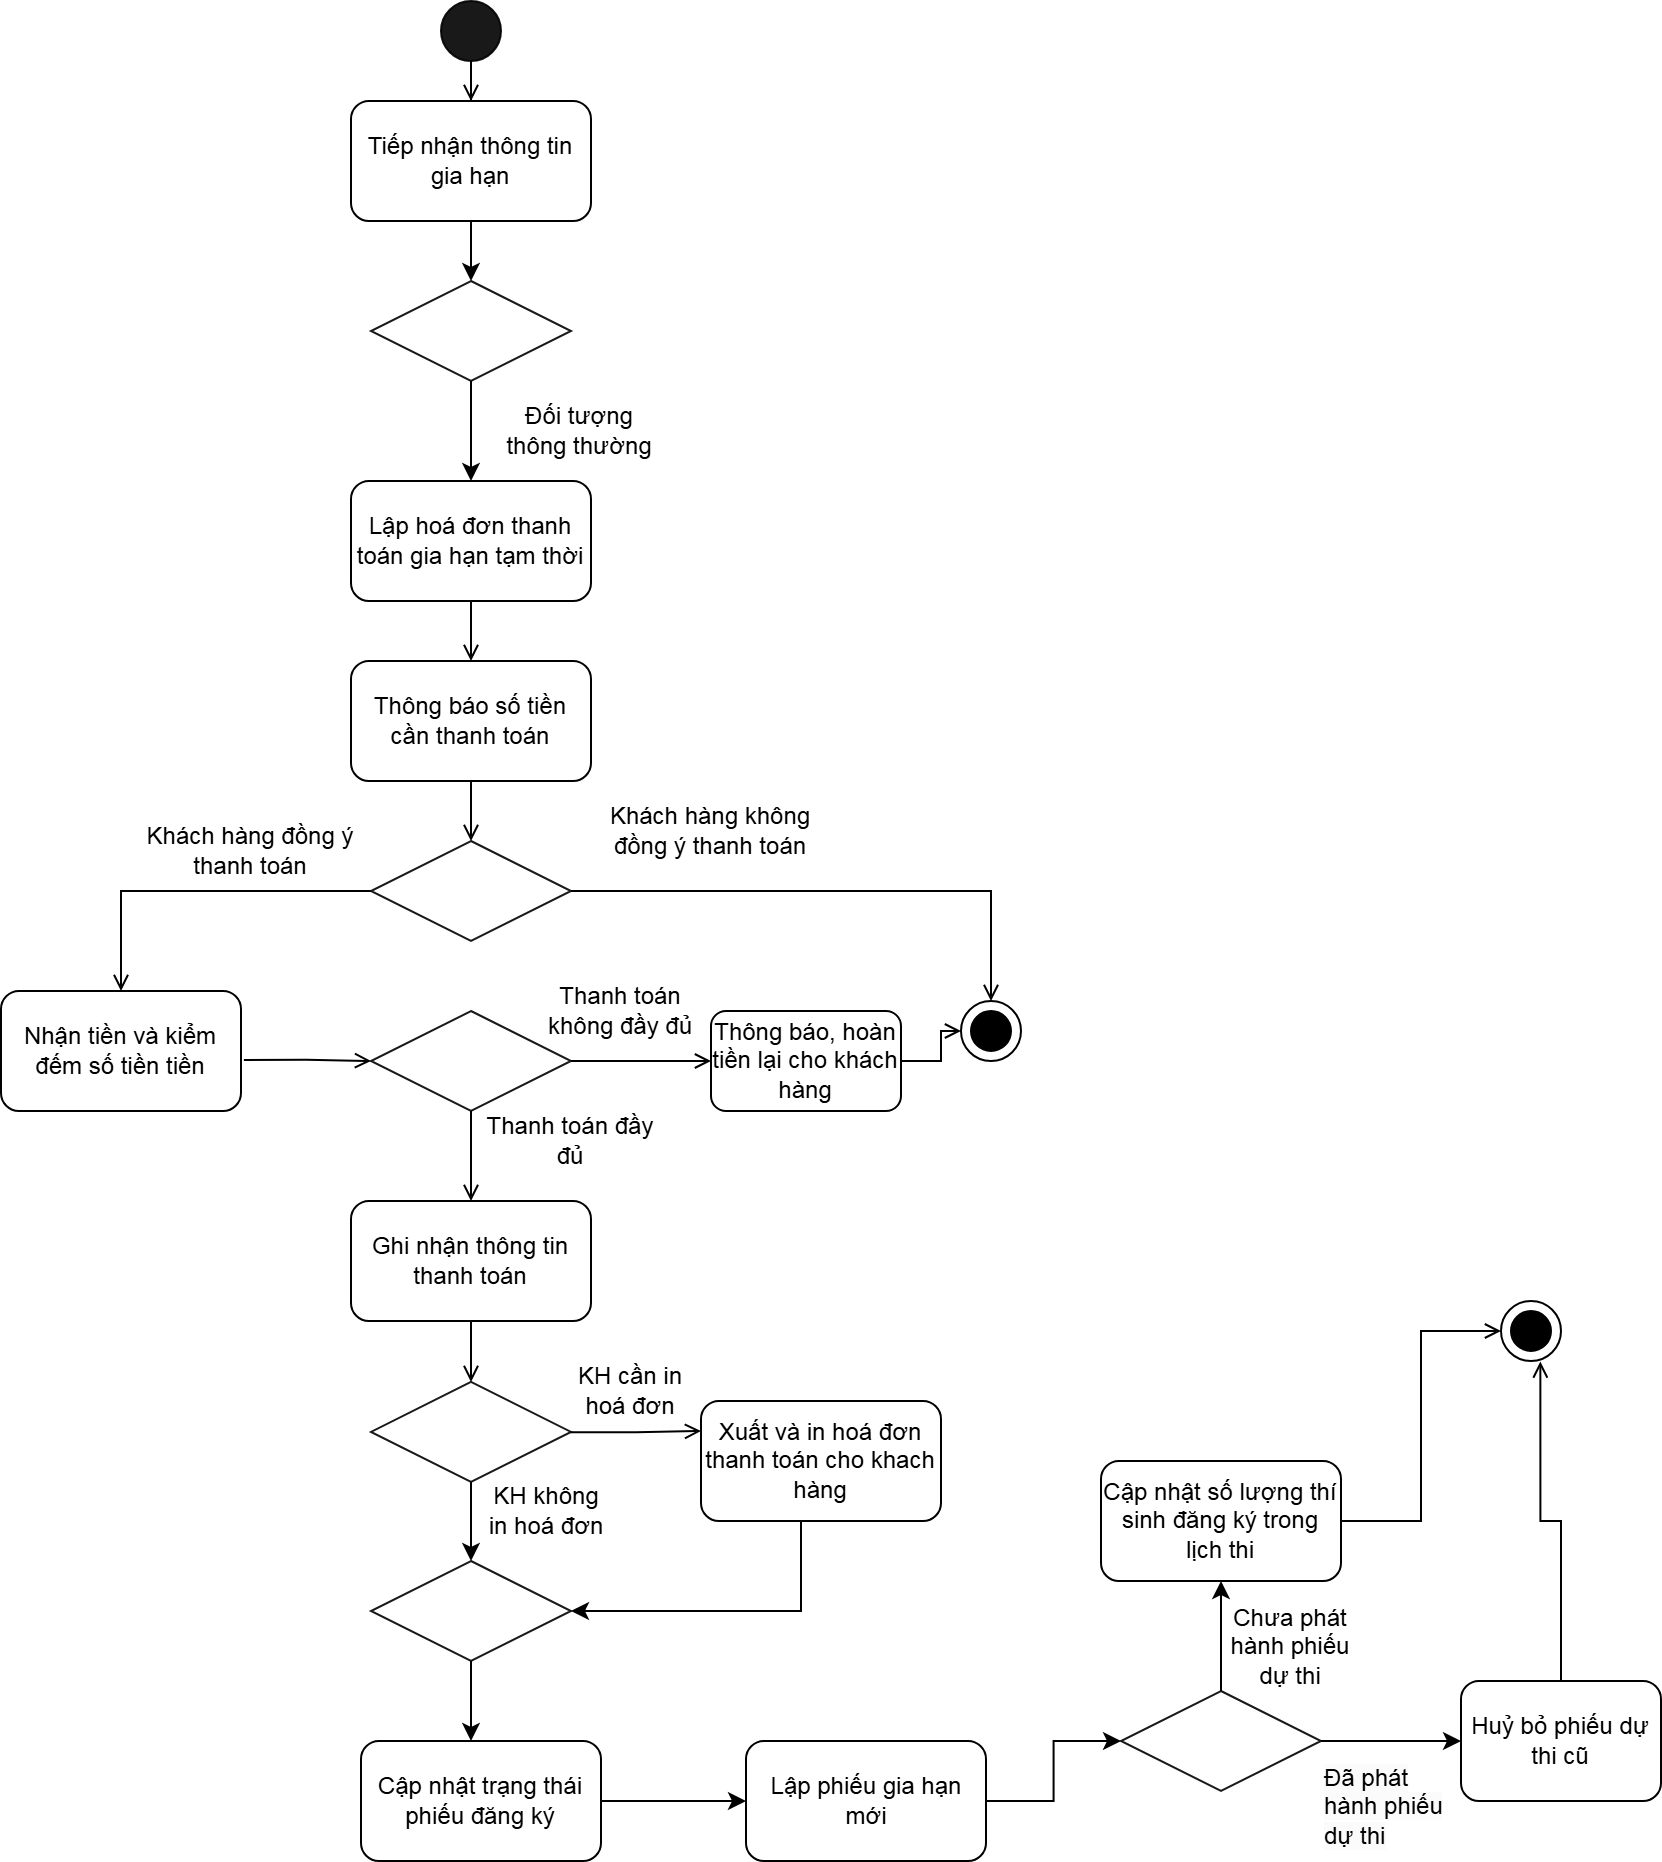 Tiếp nhận thông tin
gia hạn
Đối tượng
thông thường
Lập hoá đơn thanh
toán gia hạn tạm thời
Thông báo số tiền
cần thanh toán
Khách hàng đồng ý
thanh toán
Khách hàng không
đồng ý thanh toán
Nhận tiền và kiểm
đếm số tiền tiền
Thanh toán
không đầy đủ
Thông báo, hoàn
tiền lại cho khách
hàng
Thanh toán đầy
đủ
Ghi nhận thông tin
thanh toán
KH cần in
hoá đơn
Xuất và in hoá đơn
thanh toán cho khach
hàng
KH không
in hoá đơn
Cập nhật số lượng thí
sinh đăng ký trong
lịch thi
Chưa phát
hành phiếu
dự thi
Cập nhật trạng thái
phiếu đăng ký
Lập phiếu gia hạn
mới
Đã phát
hành phiếu
dự thi
Huỷ bỏ phiếu dự
thi cũ